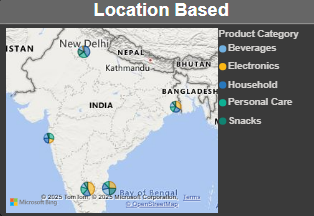 Location Based
Product Category
Beverages
Electronics
Household
Personal Care
Snacks
ISTAN
New Delhi
NEPAL
Kathmandu
BHUTAN
BANGLADESH
INDIA
Bay of Bengal
Microsoft Bing
© 2025 TomTom, © 2025 Microsoft Corporation, Terms
© OpenStreetMap